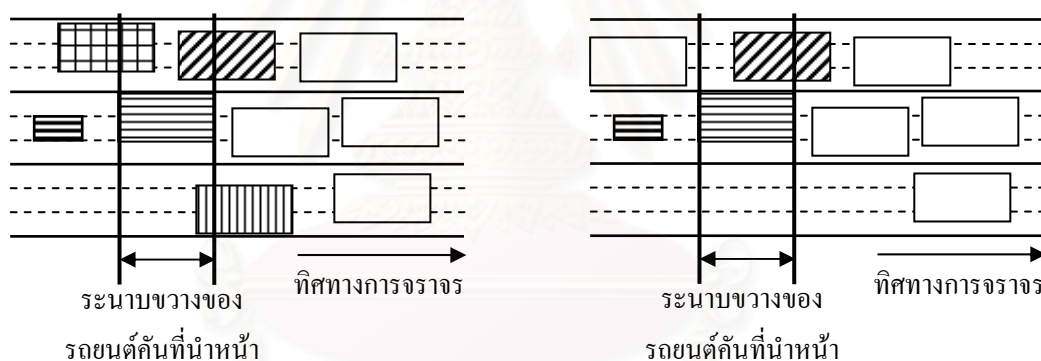 ระนาบขวางของ
รถยนต์คันที่นำหน้า
ทิศทางการจราจร
ระนาบขวางของ
รถยนต์คันที่นำหน้า
ทิศทางการจราจร